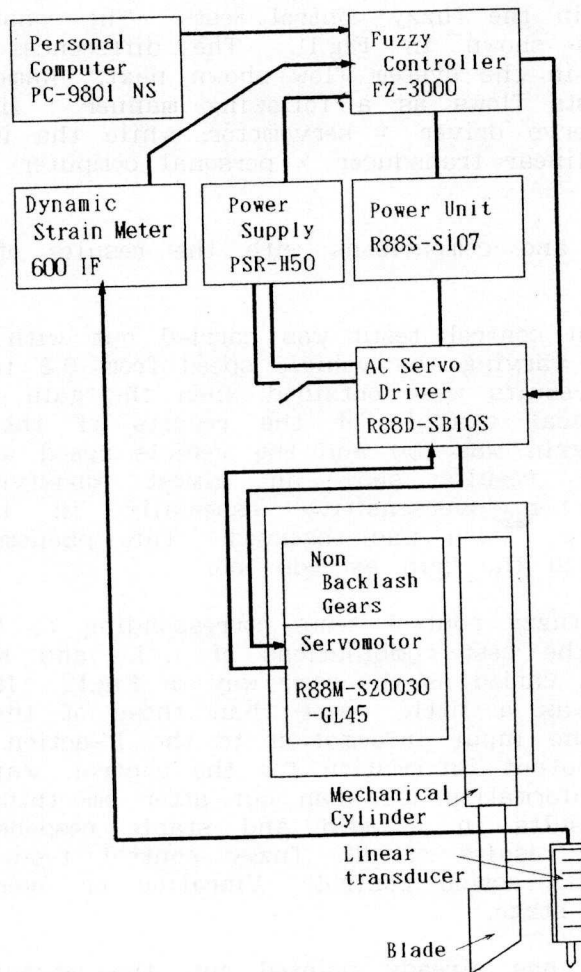 Personal
Computer
PC-9801 NS
Fuzzy
Controller
FZ-3000
Dynamic
Strain Meter
600 IF
Power
Supply
PSR-H50
Power Unit
R88S-S107
AC Servo
Driver
R88D-SB10S
Non
Backlash
Gears
Servomotor
R88M-S20030
-GL45
Mechanical
Cylinder
Linear
transducer
Blade